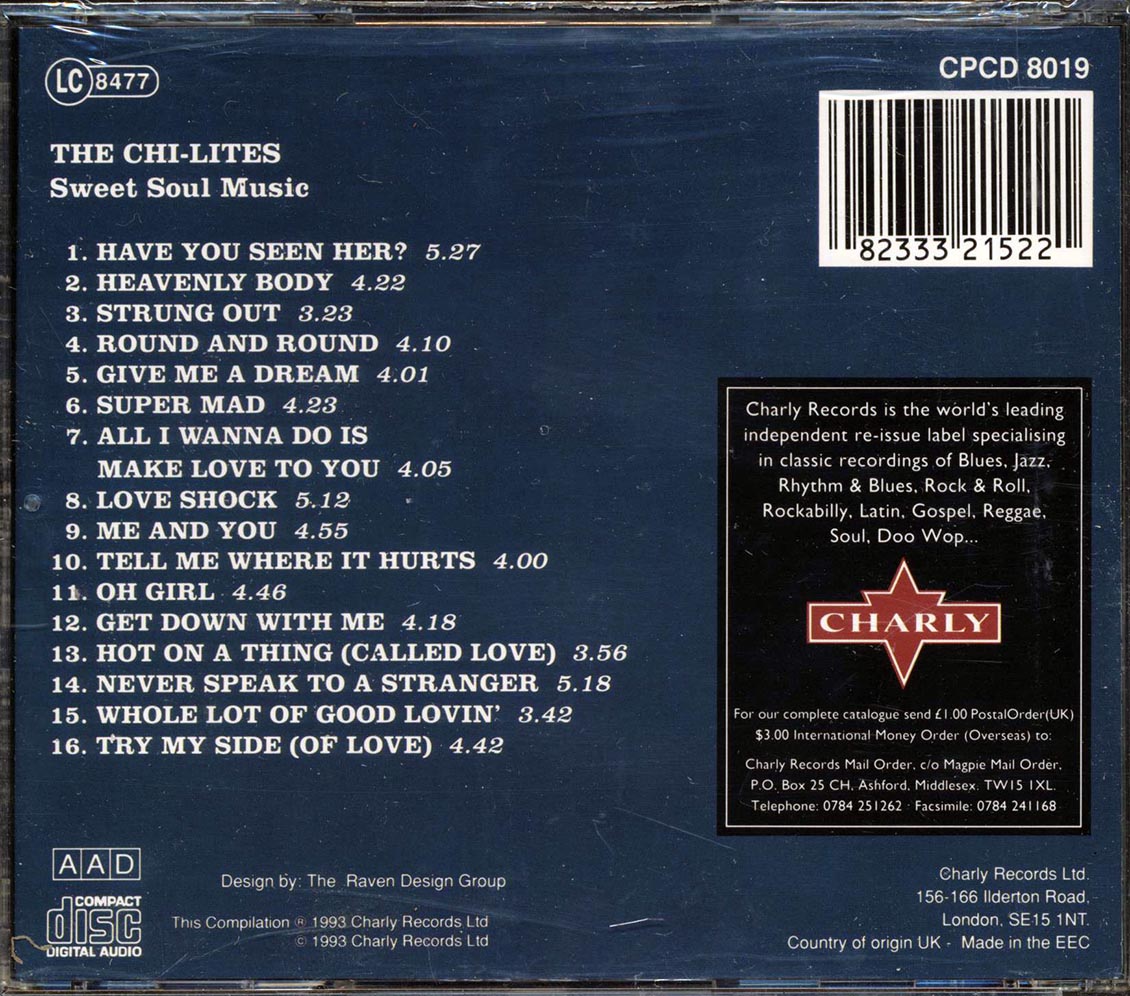 LC 8477
CPCD 8019
82333 21522
THE CHI-LITES
Sweet Soul Music
1. HAVE YOU SEEN HER? 5.27
2. HEAVENLY BODY 4.22
3. STRUNG OUT 3.23
4. ROUND AND ROUND 4.10
5. GIVE ME A DREAM 4.01
6. SUPER MAD 4.23
7. ALL I WANNA DO IS
MAKE LOVE TO YOU 4.05
8. LOVE SHOCK 5.12
9. ME AND YOU 4.55
10. TELL ME WHERE IT HURTS 4.00
11. OH GIRL 4.46
12. GET DOWN WITH ME 4.18
13. HOT ON A THING (CALLED LOVE) 3.56
14. NEVER SPEAK TO A STRANGER 5.18
15. WHOLE LOT OF GOOD LOVIN' 3.42
16. TRY MY SIDE (OF LOVE) 4.42
Charly Records is the world's leading
independent re-issue label specialising
in classic recordings of Blues, Jazz,
Rhythm & Blues, Rock & Roll,
Rockabilly, Latin, Gospel, Reggae,
Soul, Doo Wop...
CHARLY
For our complete catalogue send £1.00 PostalOrder(UK)
$3.00 International Money Order (Overseas) to:
Charly Records Mail Order, c/o Magpie Mail Order,
P.O. Box 25 CH, Ashford, Middlesex. TW15 1XL.
Telephone: 0784 251262 · Facsimile: 0784 241168
AAD
COMPACT
disc
DIGITAL AUDIO
Design by: The Raven Design Group
This Compilation ℗ 1993 Charly Records Ltd
© 1993 Charly Records Ltd
Charly Records Ltd.
156-166 Ilderton Road,
London, SE15 1NT.
Country of origin UK - Made in the EEC